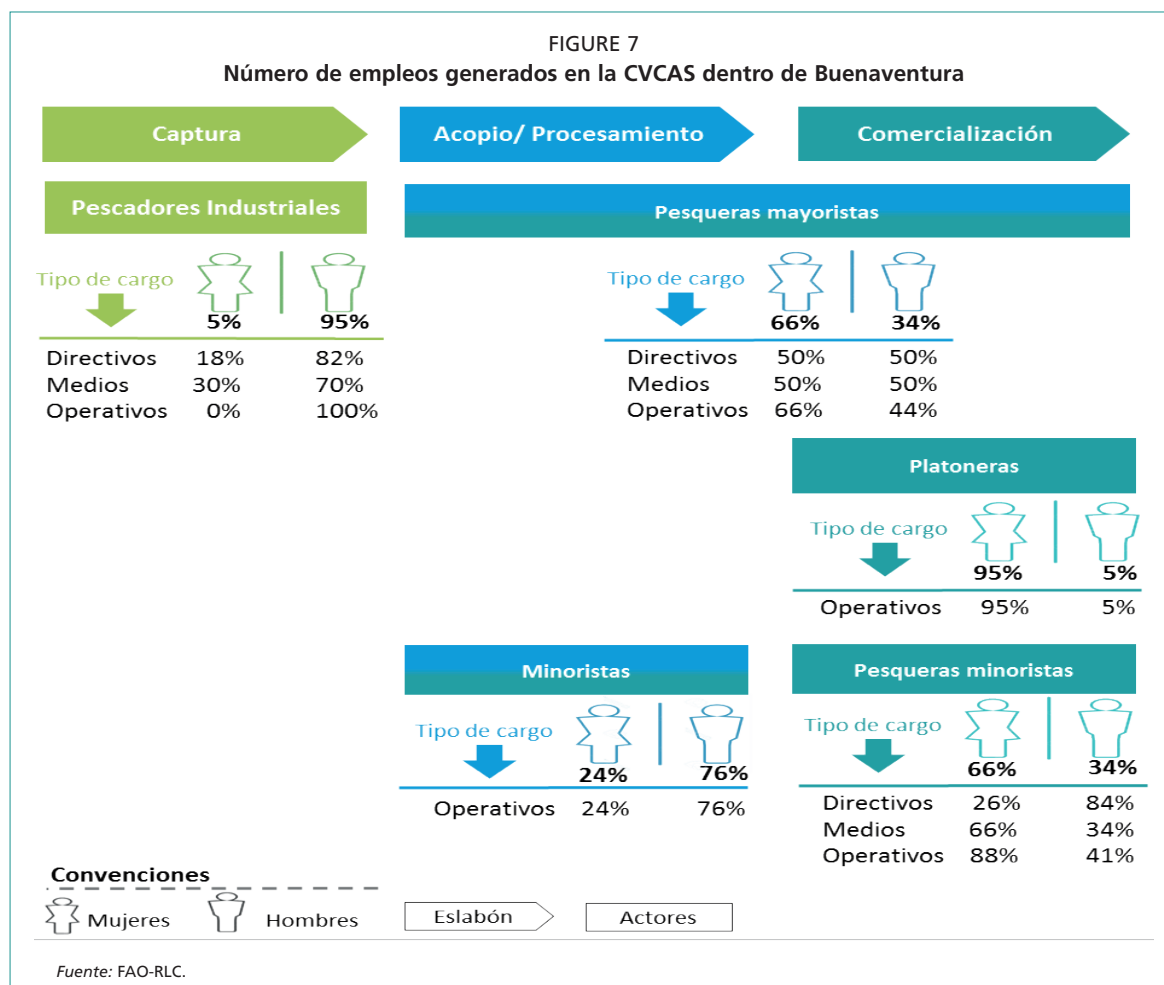 FIGURE 7
Número de empleos generados en la CVCAS dentro de Buenaventura
Captura
Acopio/ Procesamiento
Comercialización
Pescadores Industriales
Tipo de cargo
5% 95%
Directivos 18% 82%
Medios 30% 70%
Operativos 0% 100%
Pesqueras mayoristas
Tipo de cargo
66% 34%
Directivos 50% 50%
Medios 50% 50%
Operativos 66% 44%
Platoneras
Tipo de cargo
95% 5%
Operativos 95% 5%
Minoristas
Tipo de cargo
24% 76%
Operativos 24% 76%
Pesqueras minoristas
Tipo de cargo
66% 34%
Directivos 26% 84%
Medios 66% 34%
Operativos 88% 41%
Convenciones
Mujeres Hombres Eslabón Actores
Fuente: FAO-RLC.